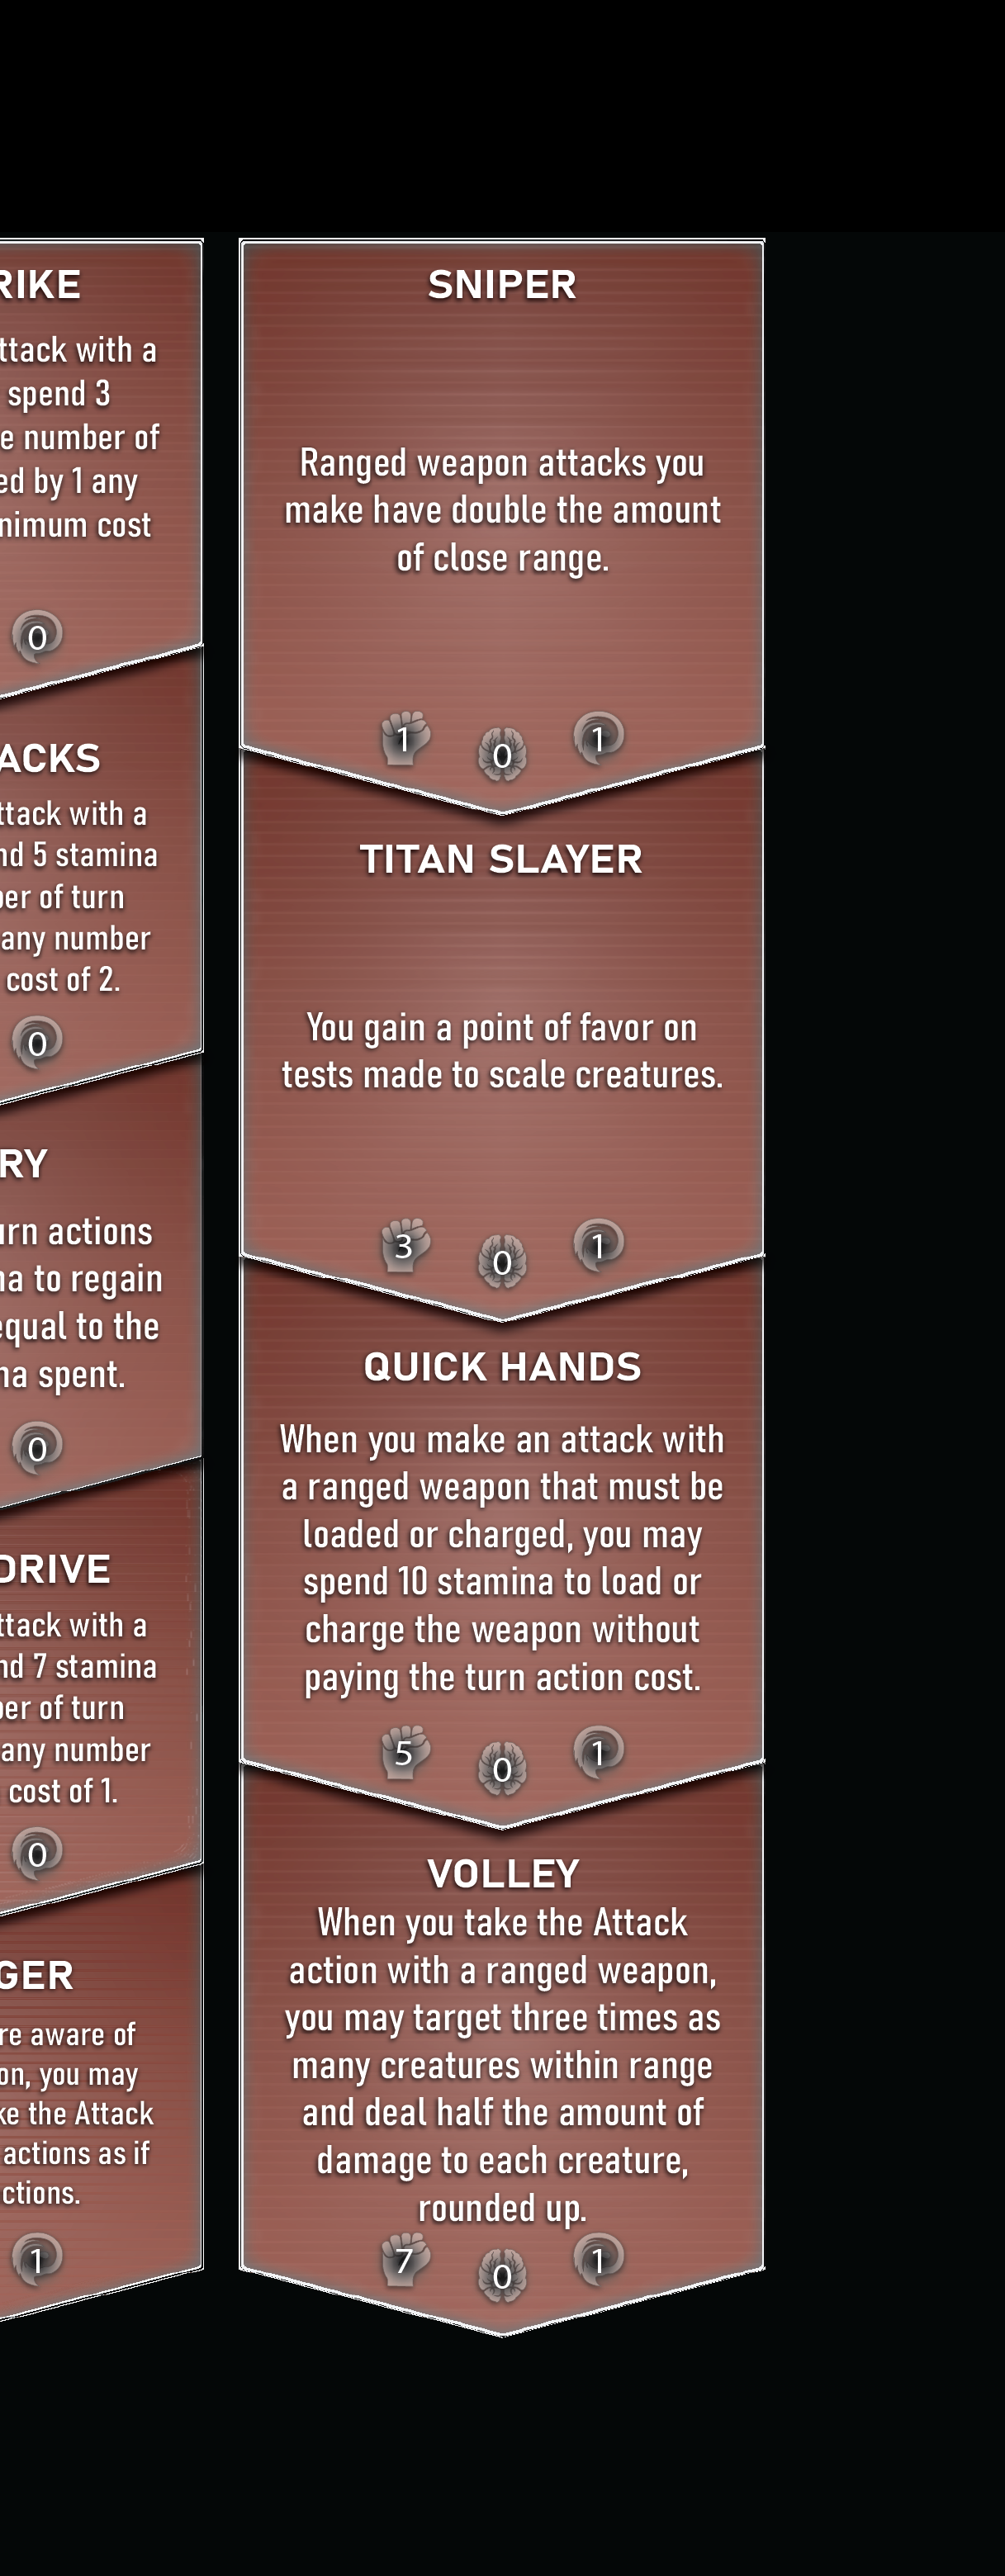 RIKE
ttack with a
spend 3
e number of
ed by 1 any
nimum cost
0
ACKS
ttack with a
nd 5 stamina
ber of turn
any number
cost of 2.
0
RY
urn actions
na to regain
equal to the
na spent.
0
DRIVE
ttack with a
nd 7 stamina
ber of turn
any number
cost of 1.
0
GER
re aware of
on, you may
ke the Attack
actions as if
ctions.
1
SNIPER
Ranged weapon attacks you
make have double the amount
of close range.
1 0 1
TITAN SLAYER
You gain a point of favor on
tests made to scale creatures.
3 0 1
QUICK HANDS
When you make an attack with
a ranged weapon that must be
loaded or charged, you may
spend 10 stamina to load or
charge the weapon without
paying the turn action cost.
5 0 1
VOLLEY
When you take the Attack
action with a ranged weapon,
you may target three times as
many creatures within range
and deal half the amount of
damage to each creature,
rounded up.
7 0 1